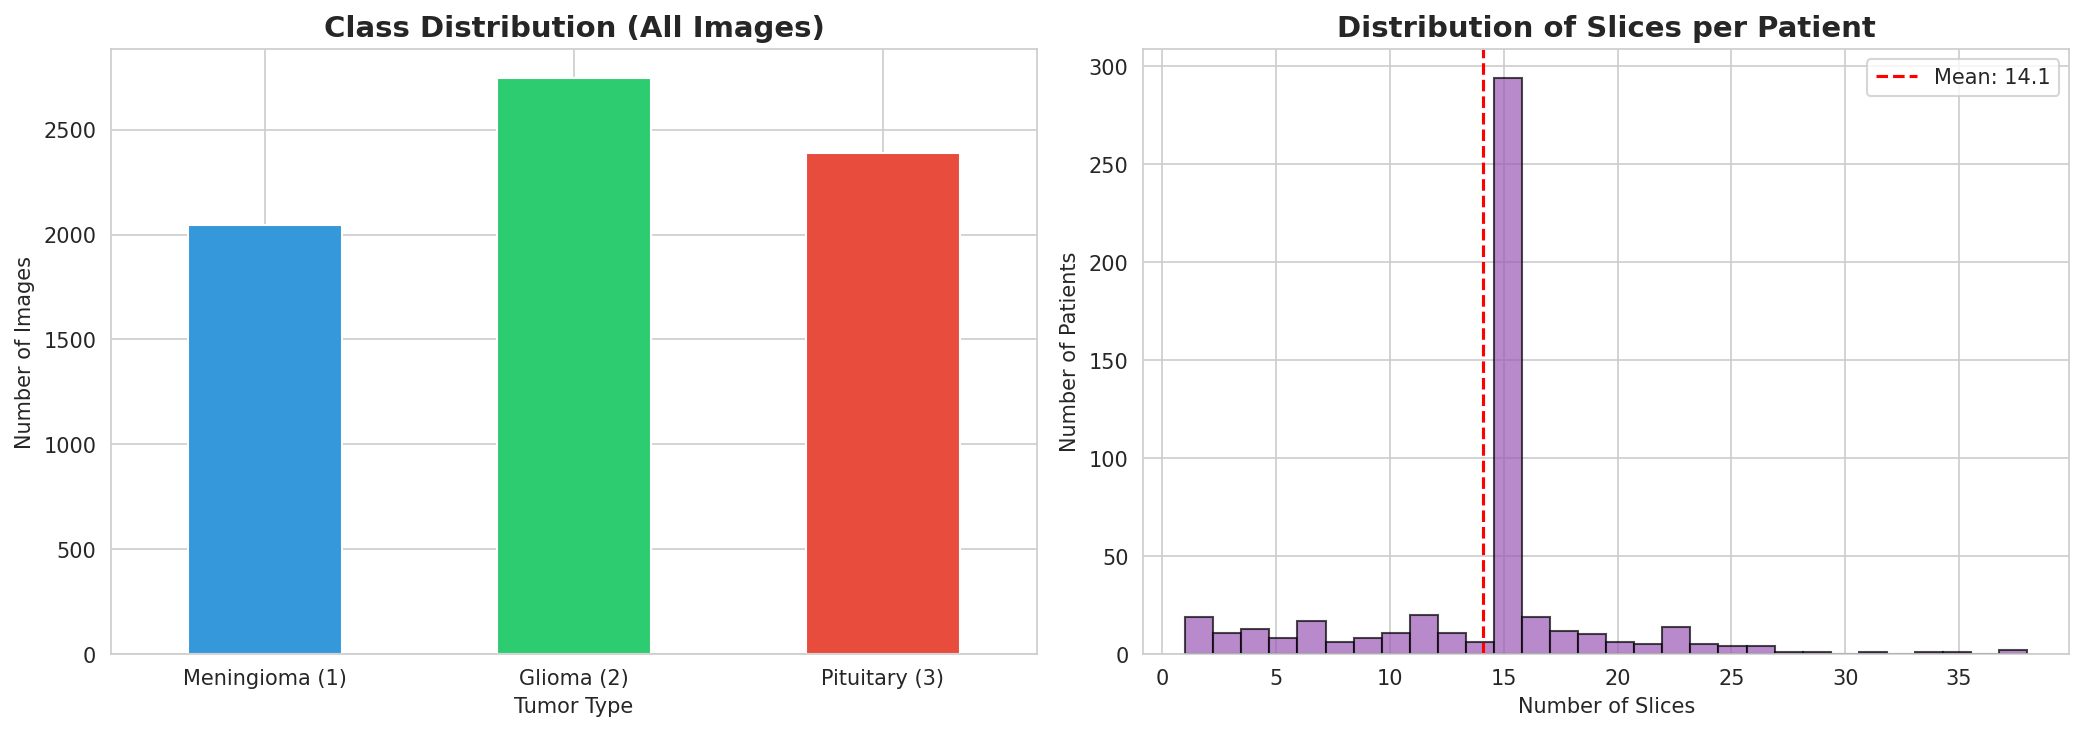 Class Distribution (All Images)
Number of Images
2500
2000
1500
1000
500
0
Meningioma (1)
Glioma (2)
Pituitary (3)
Tumor Type
Distribution of Slices per Patient
Mean: 14.1
Number of Patients
300
250
200
150
100
50
0
0
5
10
15
20
25
30
35
Number of Slices